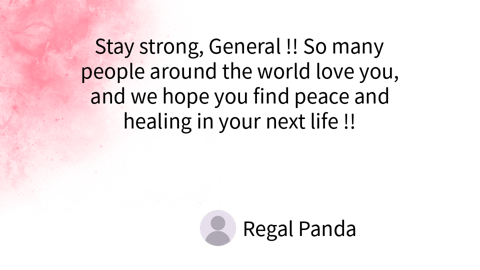 Stay strong, General !! So many
people around the world love you,
and we hope you find peace and
healing in your next life !!
Regal Panda